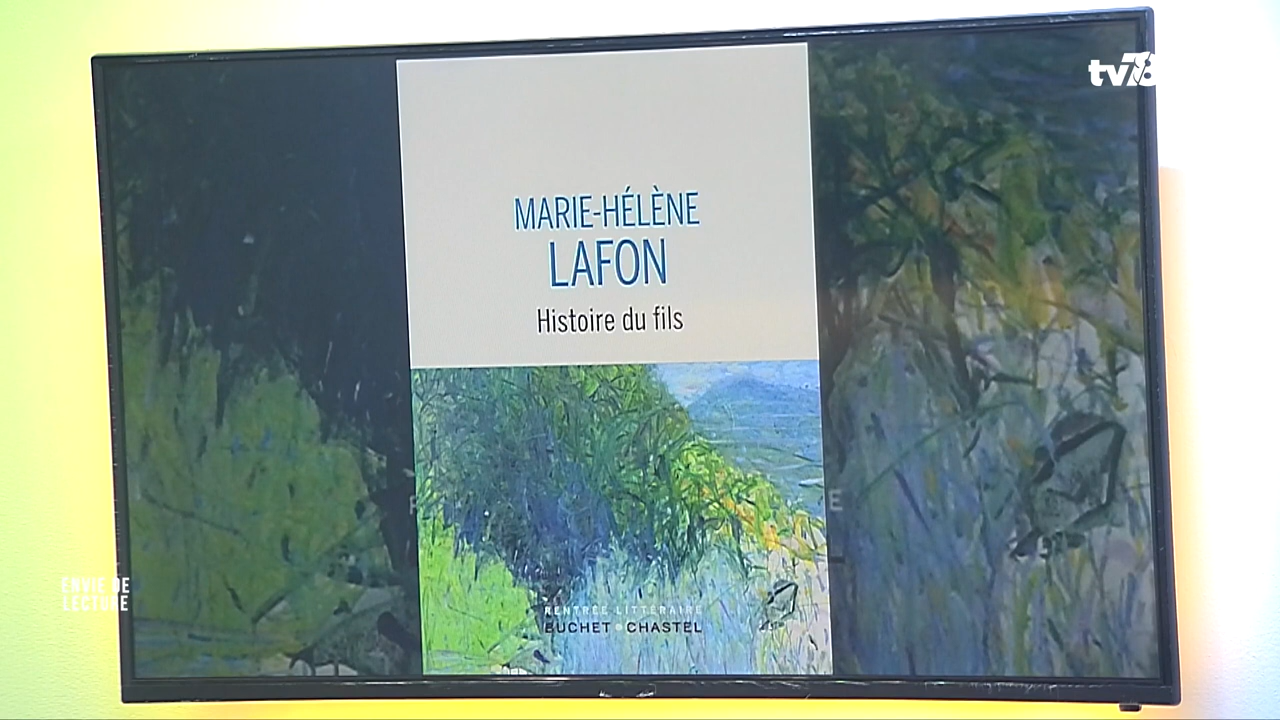 tv78
MARIE-HÉLÈNE
LAFON
Histoire du fils
RENTRÉE LITTÉRAIRE
BUCHET • CHASTEL
ENVIE DE
LECTURE